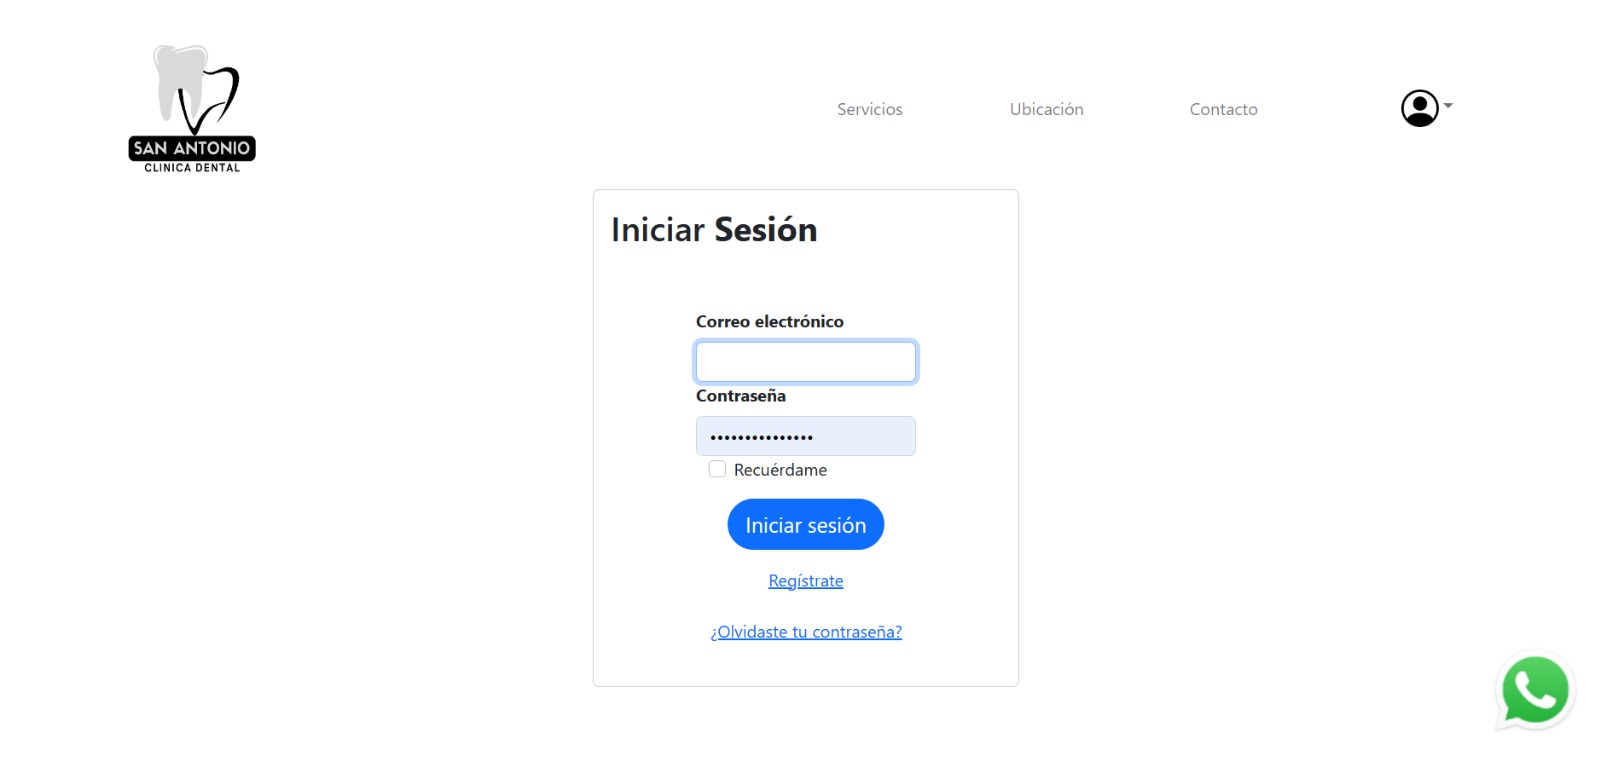 SAN ANTONIO
CLINICA DENTAL
Servicios
Ubicación
Contacto
Iniciar Sesión
Correo electrónico
Contraseña
•••••••••••••••
Recuérdame
Iniciar sesión
Regístrate
¿Olvidaste tu contraseña?